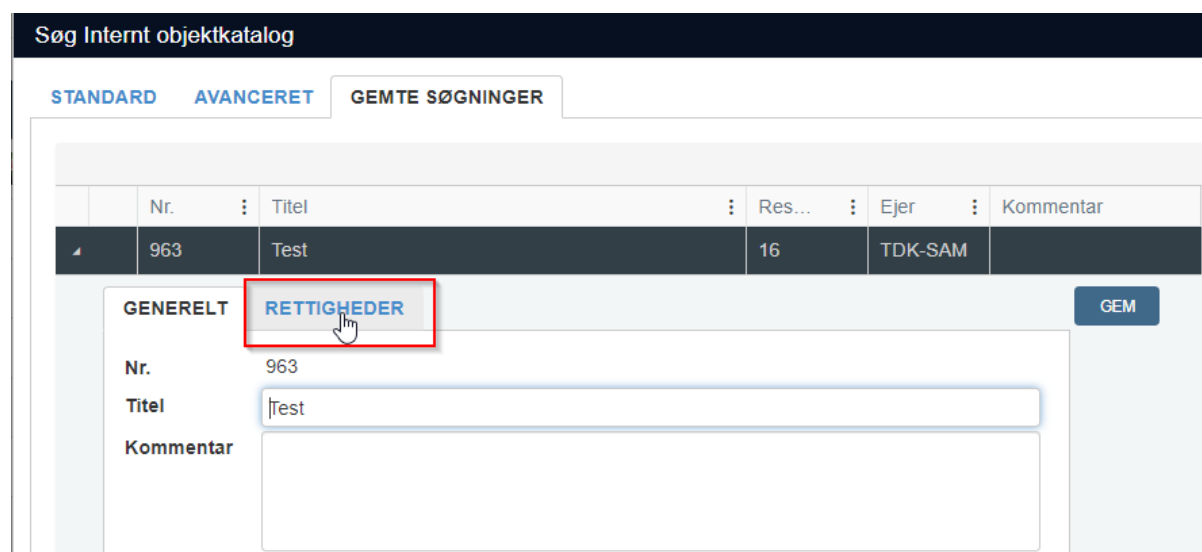 Søg Internt objektkatalog
STANDARD AVANCERET GEMTE SØGNINGER
Nr. Titel Res... Ejer Kommentar
963 Test 16 TDK-SAM
GENERELT RETTIGHEDER GEM
Nr. 963
Titel Test
Kommentar